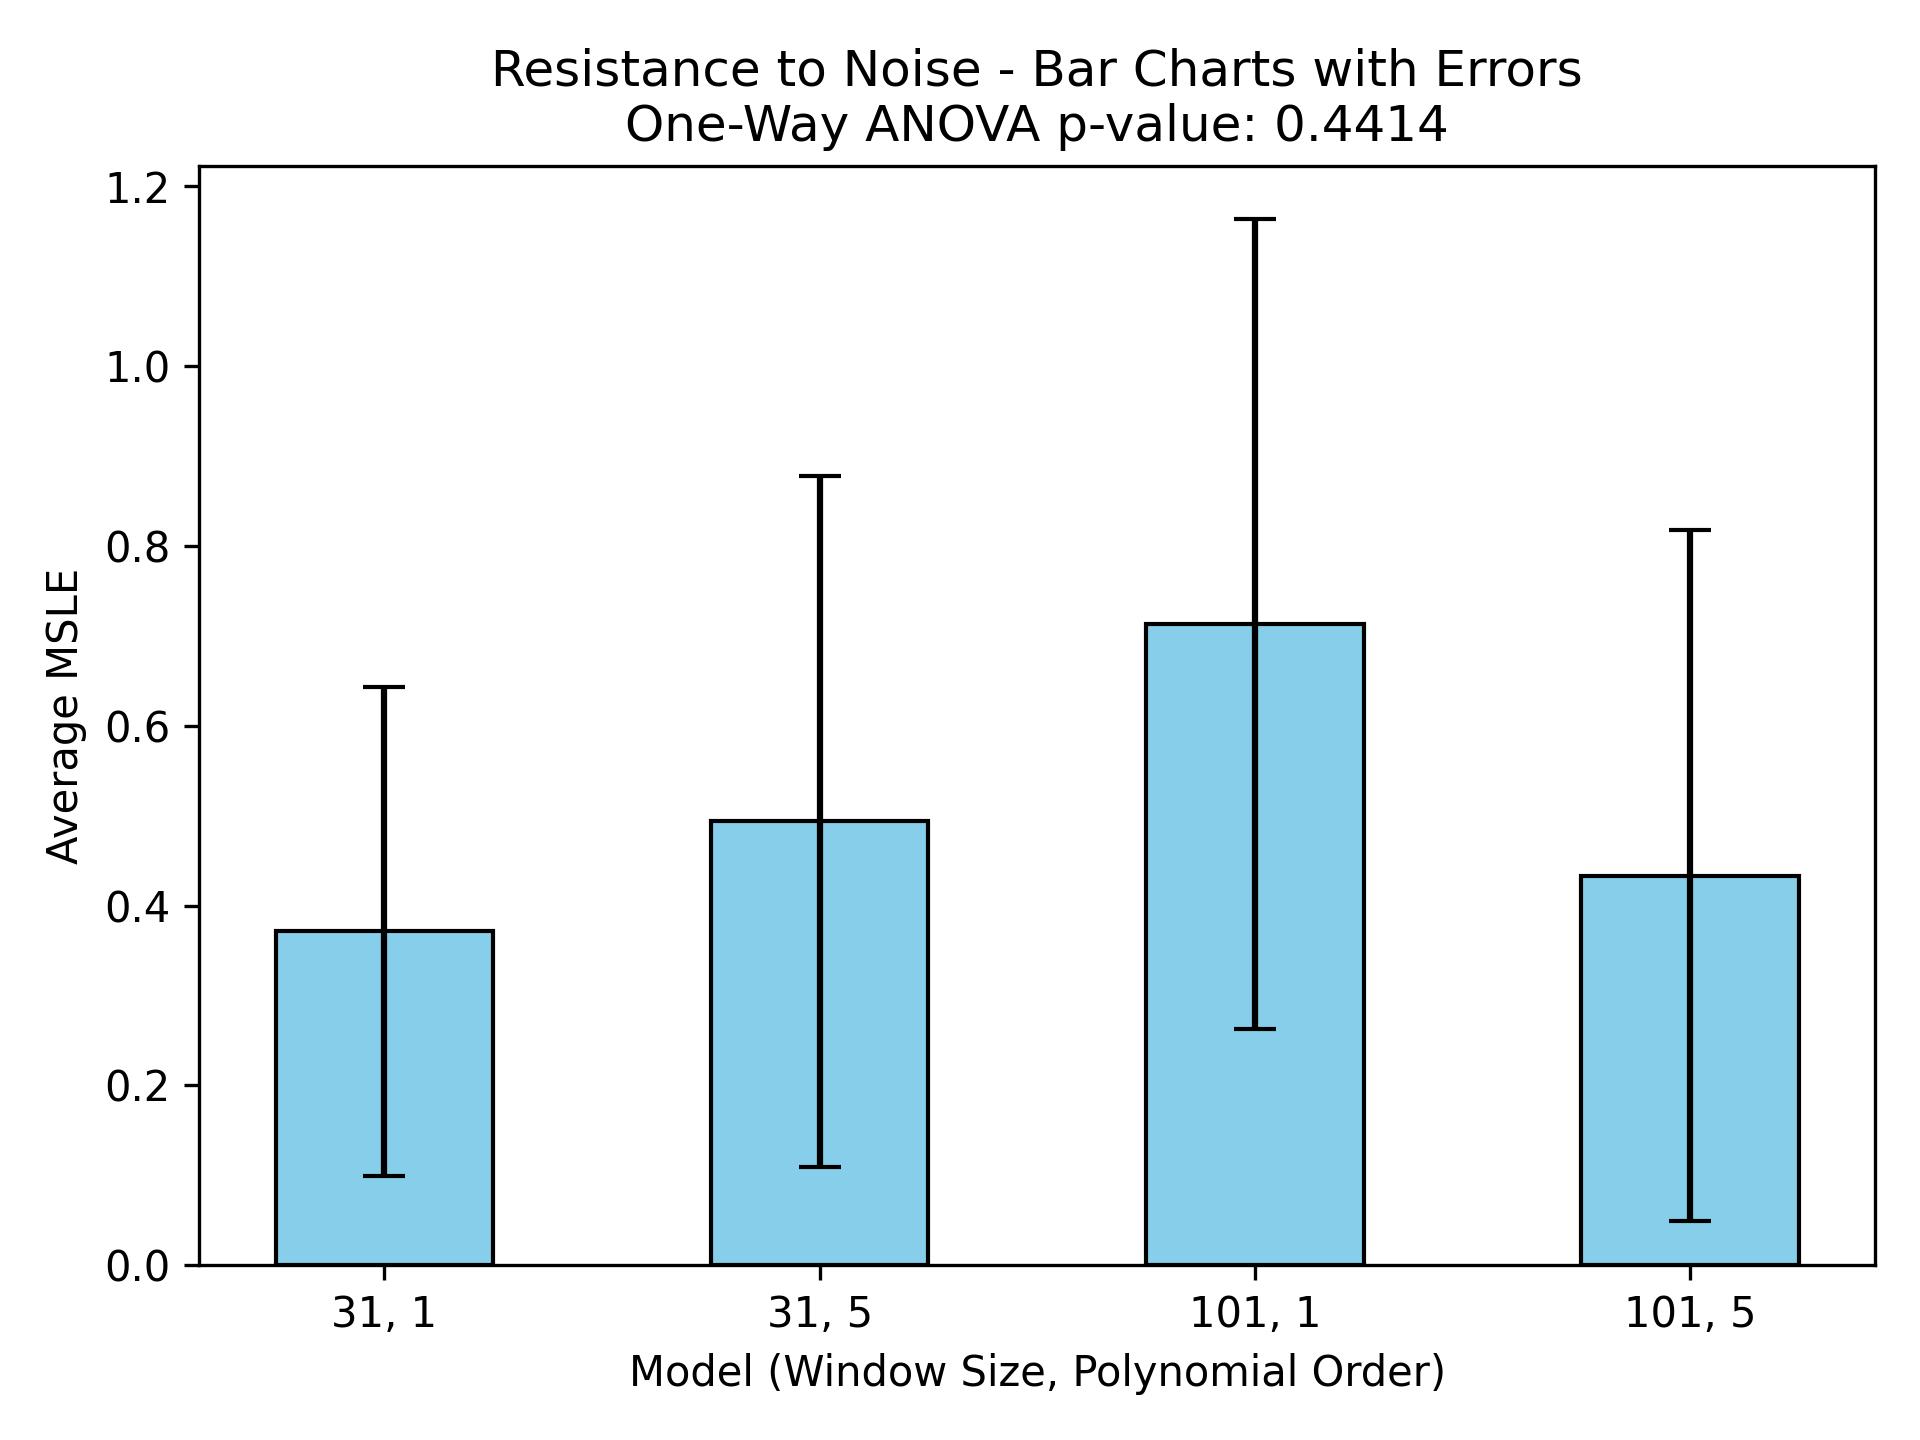 Resistance to Noise - Bar Charts with Errors
One-Way ANOVA p-value: 0.4414
1.2
1.0
0.8
0.6
0.4
0.2
0.0
Average MSLE
31, 1
31, 5
101, 1
101, 5
Model (Window Size, Polynomial Order)